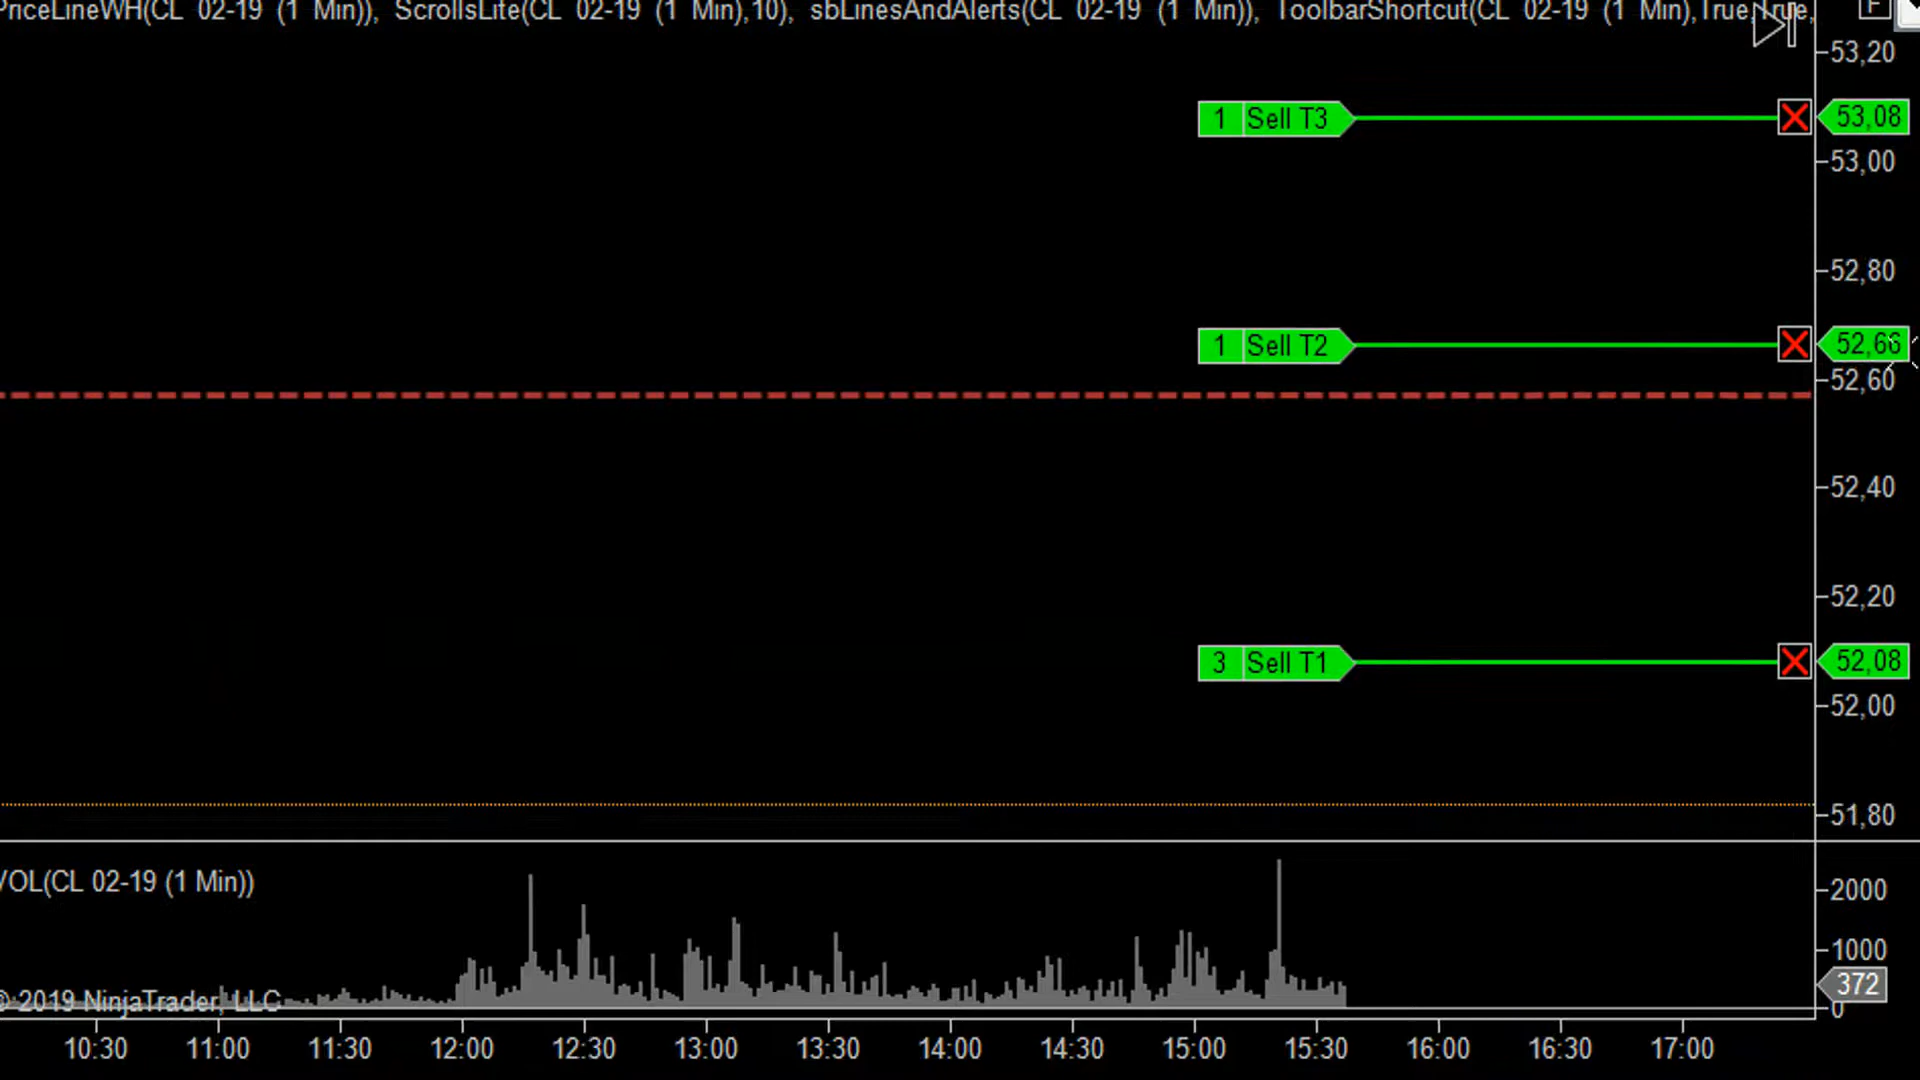 PriceLineWH(CL 02-19 (1 Min)), ScrollsLite(CL 02-19 (1 Min),10), sbLinesAndAlerts(CL 02-19 (1 Min)), ToolbarShortcut(CL 02-19 (1 Min),True,True,
F
53,20
1 Sell T3 53,08
53,00
52,80
1 Sell T2 52,66
52,60
52,40
52,20
3 Sell T1 52,08
52,00
51,80
VOL(CL 02-19 (1 Min))
2000
1000
372
0
© 2019 NinjaTrader, LLC
10:30 11:00 11:30 12:00 12:30 13:00 13:30 14:00 14:30 15:00 15:30 16:00 16:30 17:00